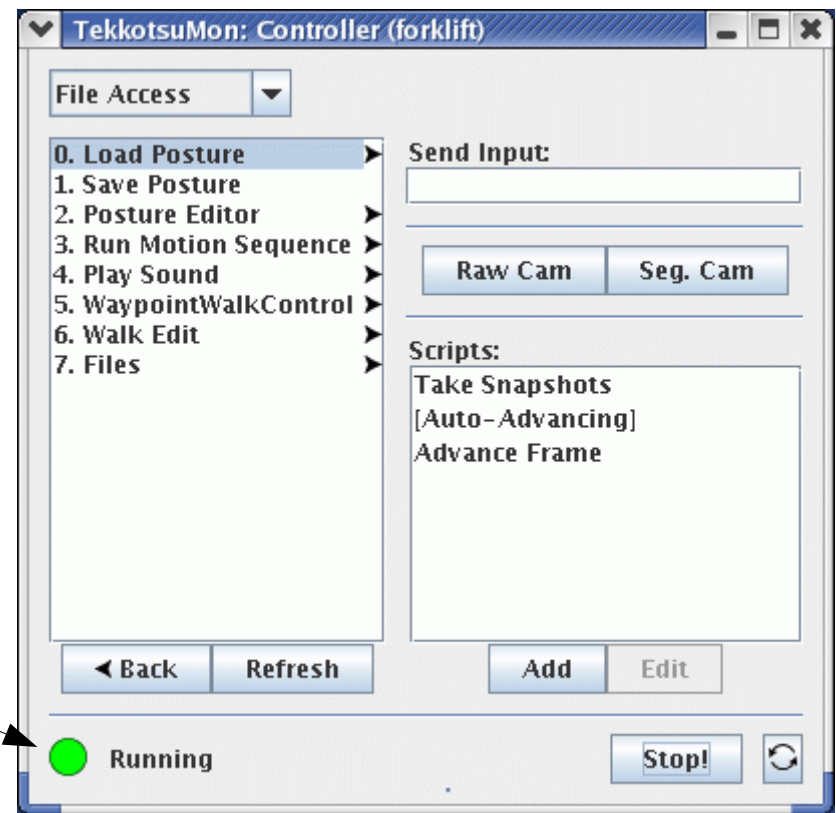 TekkotsuMon: Controller (forklift)
File Access
0. Load Posture
1. Save Posture
2. Posture Editor
3. Run Motion Sequence
4. Play Sound
5. WaypointWalkControl
6. Walk Edit
7. Files
Back
Refresh
Send Input:
Raw Cam
Seg. Cam
Scripts:
Take Snapshots
[Auto-Advancing]
Advance Frame
Add
Edit
Running
Stop!